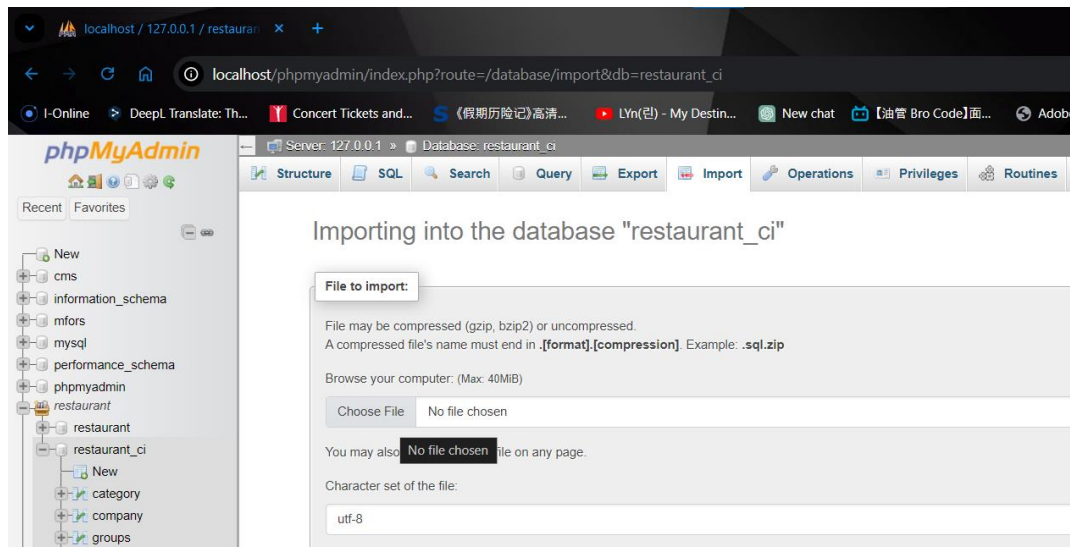 localhost / 127.0.0.1 / restauran
localhost/phpmyadmin/index.php?route=/database/import&db=restaurant_ci
I-Online DeepL Translate: Th... Concert Tickets and... 《假期历险记》高清... LYn(린) - My Destin... New chat 【油管 Bro Code】面... Adob
phpMyAdmin
Recent Favorites
New
cms
information_schema
mfors
mysql
performance_schema
phpmyadmin
restaurant
restaurant
restaurant_ci
New
category
company
groups
Server: 127.0.0.1 » Database: restaurant_ci
Structure SQL Search Query Export Import Operations Privileges Routines
Importing into the database "restaurant_ci"
File to import:
File may be compressed (gzip, bzip2) or uncompressed.
A compressed file's name must end in .[format].[compression]. Example: .sql.zip
Browse your computer: (Max: 40MiB)
Choose File No file chosen
You may also No file chosen file on any page.
Character set of the file:
utf-8